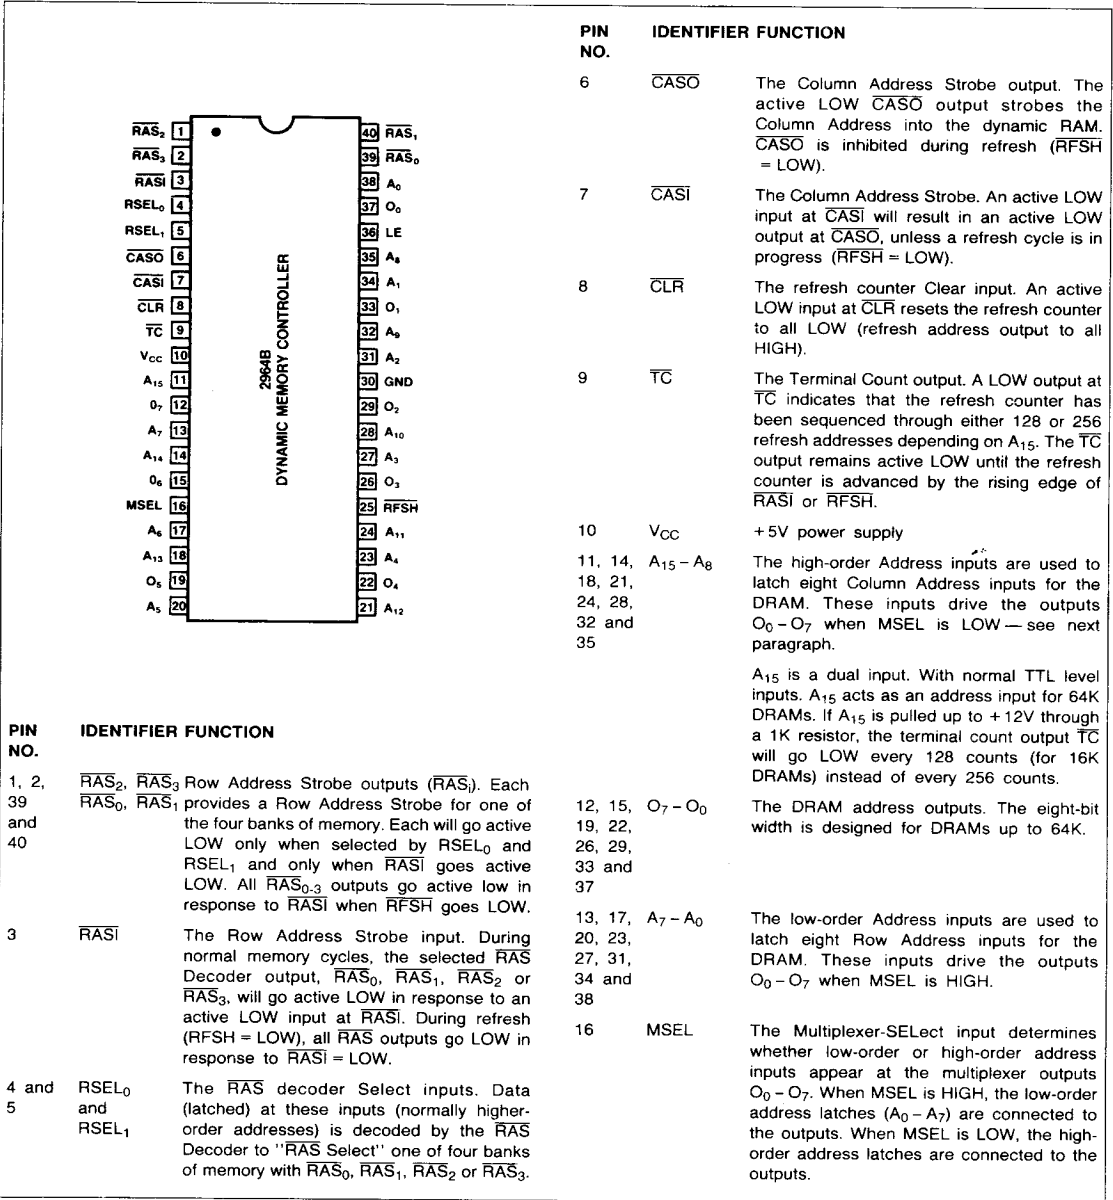 RAS₂ 1
RAS₃ 2
RASI 3
RSEL₀ 4
RSEL₁ 5
CASO 6
CASI 7
CLR 8
TC 9
VCC 10
A₁₅ 11
0₇ 12
A₇ 13
A₁₄ 14
0₆ 15
MSEL 16
A₆ 17
A₁₃ 18
O₅ 19
A₅ 20
2964B
DYNAMIC MEMORY CONTROLLER
40 RAS₁
39 RAS₀
38 A₀
37 O₀
36 LE
35 A₈
34 A₁
33 O₁
32 A₉
31 A₂
30 GND
29 O₂
28 A₁₀
27 A₃
26 O₃
25 RFSH
24 A₁₁
23 A₄
22 O₄
21 A₁₂
PIN IDENTIFIER FUNCTION
NO.
1, 2, RAS₂, RAS₃ Row Address Strobe outputs (RASᵢ). Each
39 RAS₀, RAS₁ provides a Row Address Strobe for one of
and the four banks of memory. Each will go active
40 LOW only when selected by RSEL₀ and
RSEL₁ and only when RASI goes active
LOW. All RAS₀₋₃ outputs go active low in
response to RASI when RFSH goes LOW.
3 RASI The Row Address Strobe input. During
normal memory cycles, the selected RAS
Decoder output, RAS₀, RAS₁, RAS₂ or
RAS₃, will go active LOW in response to an
active LOW input at RASI. During refresh
(RFSH = LOW), all RAS outputs go LOW in
response to RASI = LOW.
4 and RSEL₀ The RAS decoder Select inputs. Data
5 and (latched) at these inputs (normally higher-
RSEL₁ order addresses) is decoded by the RAS
Decoder to "RAS Select" one of four banks
of memory with RAS₀, RAS₁, RAS₂ or RAS₃.
PIN IDENTIFIER FUNCTION
NO.
6 CASO The Column Address Strobe output. The
active LOW CASO output strobes the
Column Address into the dynamic RAM.
CASO is inhibited during refresh (RFSH
= LOW).
7 CASI The Column Address Strobe. An active LOW
input at CASI will result in an active LOW
output at CASO, unless a refresh cycle is in
progress (RFSH = LOW).
8 CLR The refresh counter Clear input. An active
LOW input at CLR resets the refresh counter
to all LOW (refresh address output to all
HIGH).
9 TC The Terminal Count output. A LOW output at
TC indicates that the refresh counter has
been sequenced through either 128 or 256
refresh addresses depending on A₁₅. The TC
output remains active LOW until the refresh
counter is advanced by the rising edge of
RASI or RFSH.
10 VCC +5V power supply
11, 14, A₁₅–A₈ The high-order Address inputs are used to
18, 21, latch eight Column Address inputs for the
24, 28, DRAM. These inputs drive the outputs
32 and O₀–O₇ when MSEL is LOW — see next
35 paragraph.
A₁₅ is a dual input. With normal TTL level
inputs. A₁₅ acts as an address input for 64K
DRAMs. If A₁₅ is pulled up to +12V through
a 1K resistor, the terminal count output TC
will go LOW every 128 counts (for 16K
DRAMs) instead of every 256 counts.
12, 15, O₇–O₀ The DRAM address outputs. The eight-bit
19, 22, width is designed for DRAMs up to 64K.
26, 29,
33 and
37
13, 17, A₇–A₀ The low-order Address inputs are used to
20, 23, latch eight Row Address inputs for the
27, 31, DRAM. These inputs drive the outputs
34 and O₀–O₇ when MSEL is HIGH.
38
16 MSEL The Multiplexer-SELect input determines
whether low-order or high-order address
inputs appear at the multiplexer outputs
O₀–O₇. When MSEL is HIGH, the low-order
address latches (A₀–A₇) are connected to
the outputs. When MSEL is LOW, the high-
order address latches are connected to the
outputs.